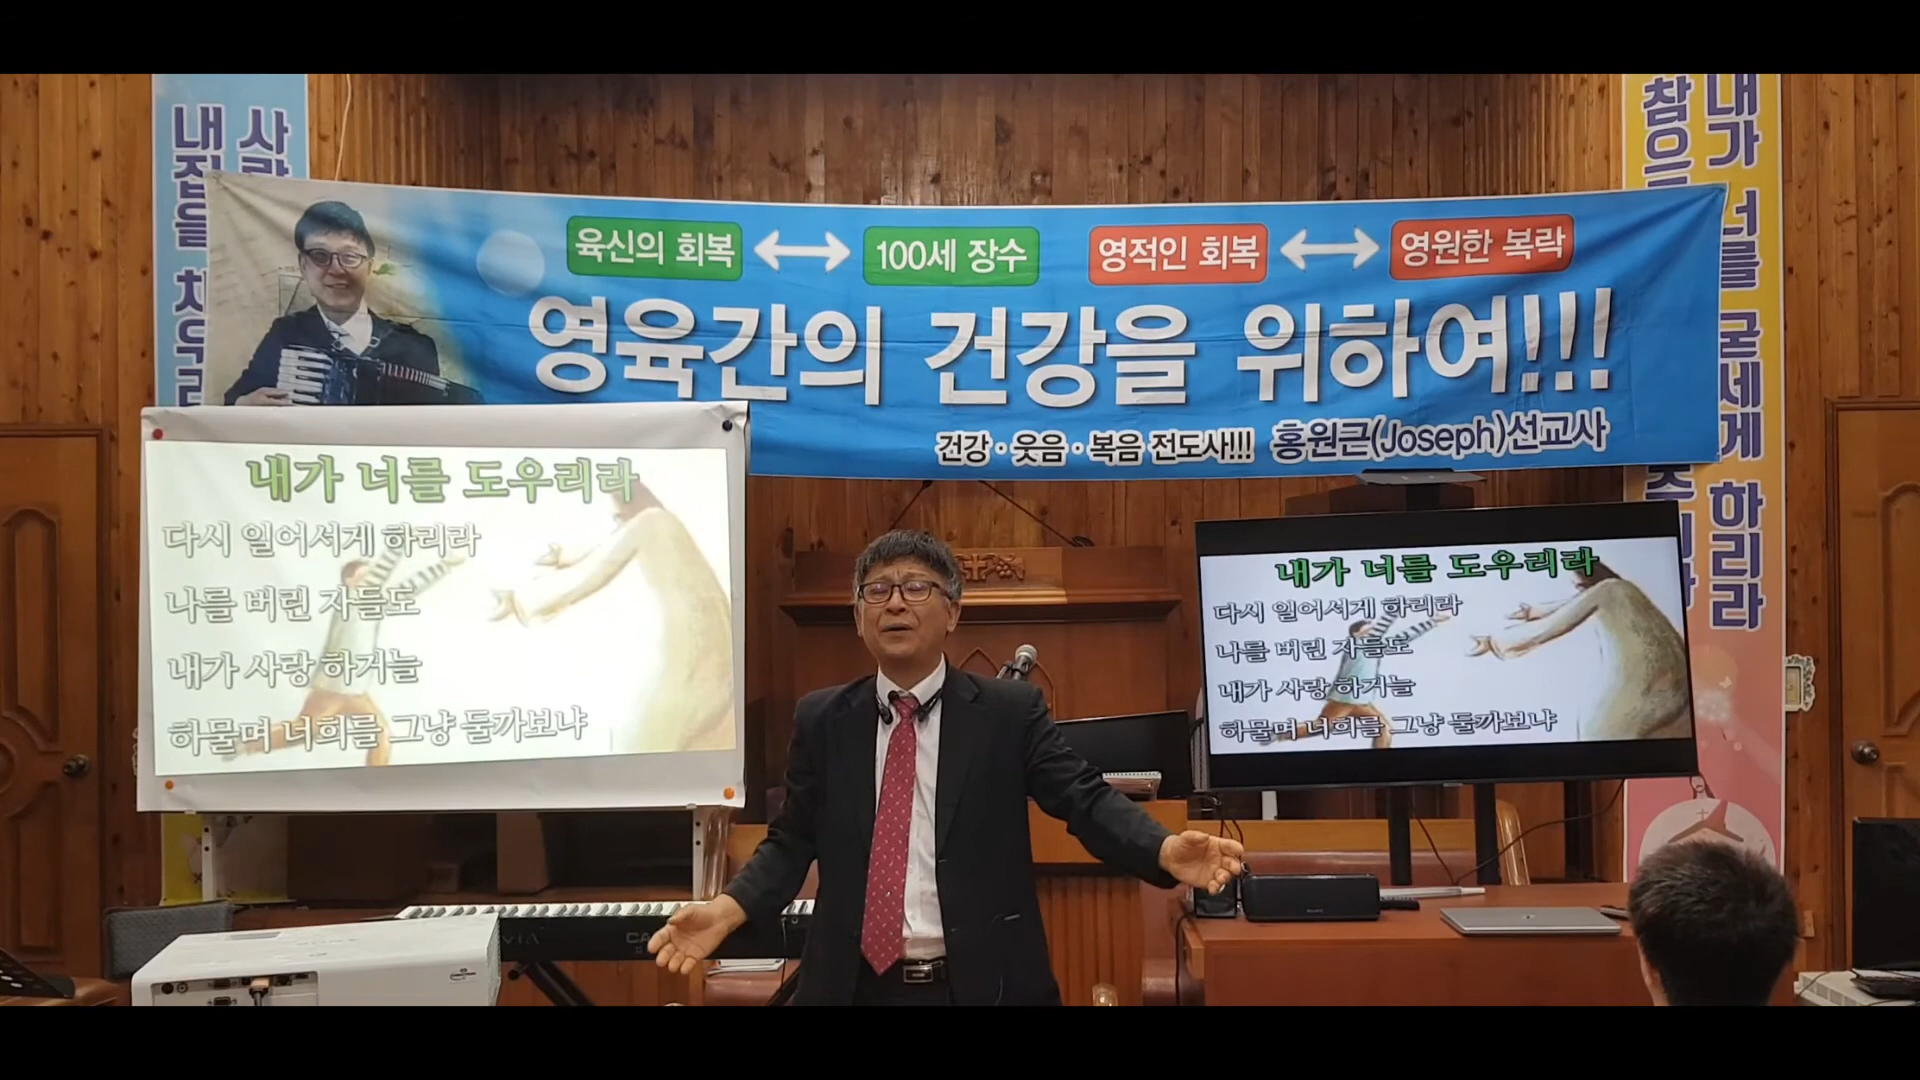 육신의 회복
100세 장수
영적인 회복
영원한 복락
영육간의 건강을 위하여!!!
건강 · 웃음 · 복음 전도사!!! 홍원근(Joseph)선교사
내가 너를 도우리라
다시 일어서게 하리라
나를 버린 자들도
내가 사랑 하거늘
하물며 너희를 그냥 둘까보냐
내가 너를 도우리라
다시 일어서게 하리라
나를 버린 자들도
내가 사랑 하거늘
하물며 너희를 그냥 둘까보냐
내가 너를 굳세게 하리라
내집을